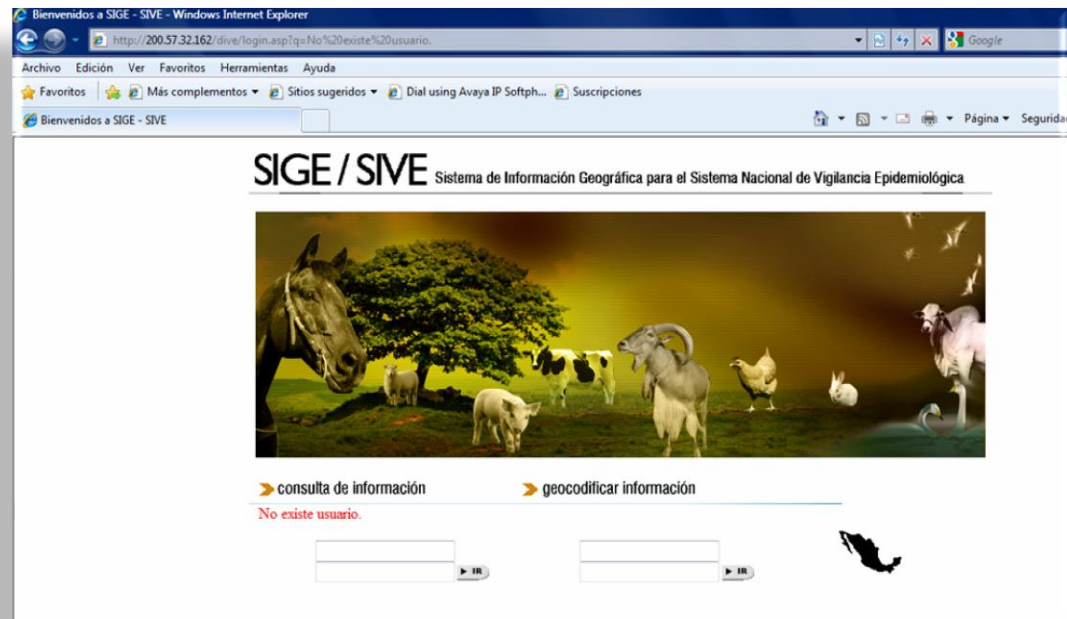 Bienvenidos a SIGE - SIVE - Windows Internet Explorer
http://200.57.32.162/dive/login.asp?q=No%20existe%20usuario.
Google
Archivo Edición Ver Favoritos Herramientas Ayuda
Favoritos Más complementos Sitios sugeridos Dial using Avaya IP Softph... Suscripciones
Bienvenidos a SIGE - SIVE
Página Segurida
SIGE / SIVE Sistema de Información Geográfica para el Sistema Nacional de Vigilancia Epidemiológica
consulta de información geocodificar información
No existe usuario.
IR IR